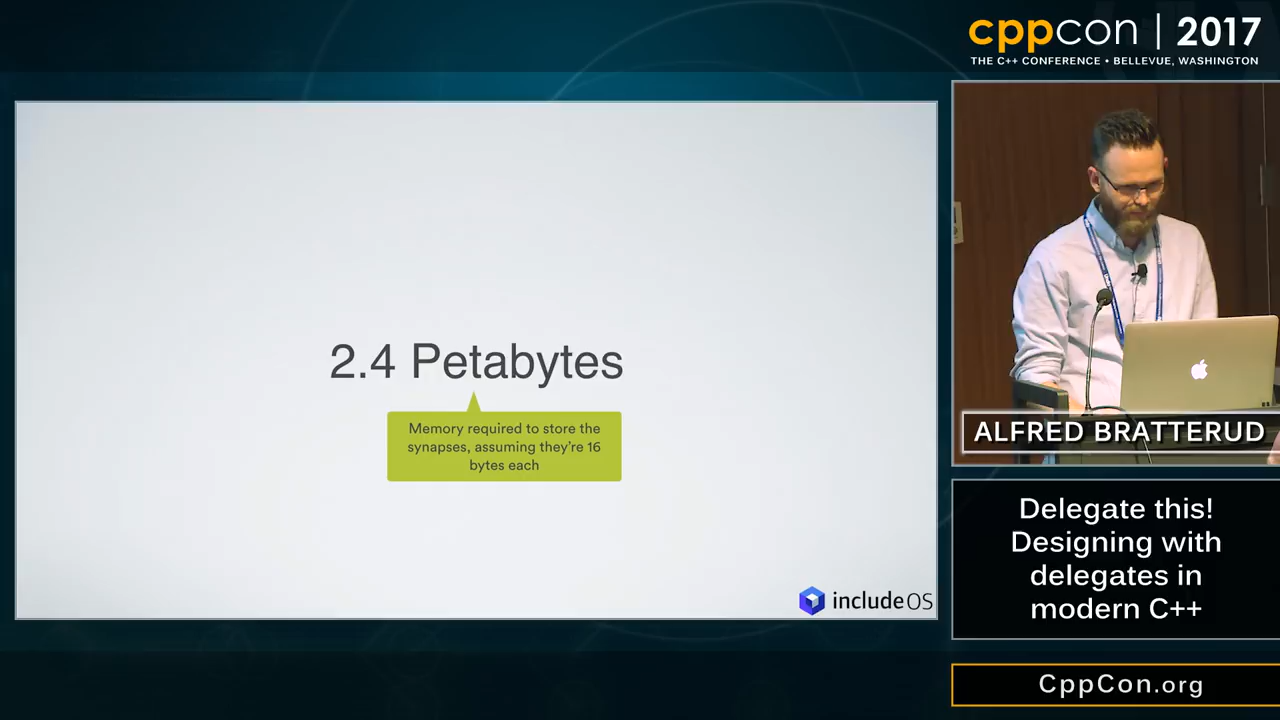 cppcon | 2017
THE C++ CONFERENCE • BELLEVUE, WASHINGTON
2.4 Petabytes
Memory required to store the
synapses, assuming they're 16
bytes each
includeOS
ALFRED BRATTERUD
Delegate this!
Designing with
delegates in
modern C++
CppCon.org